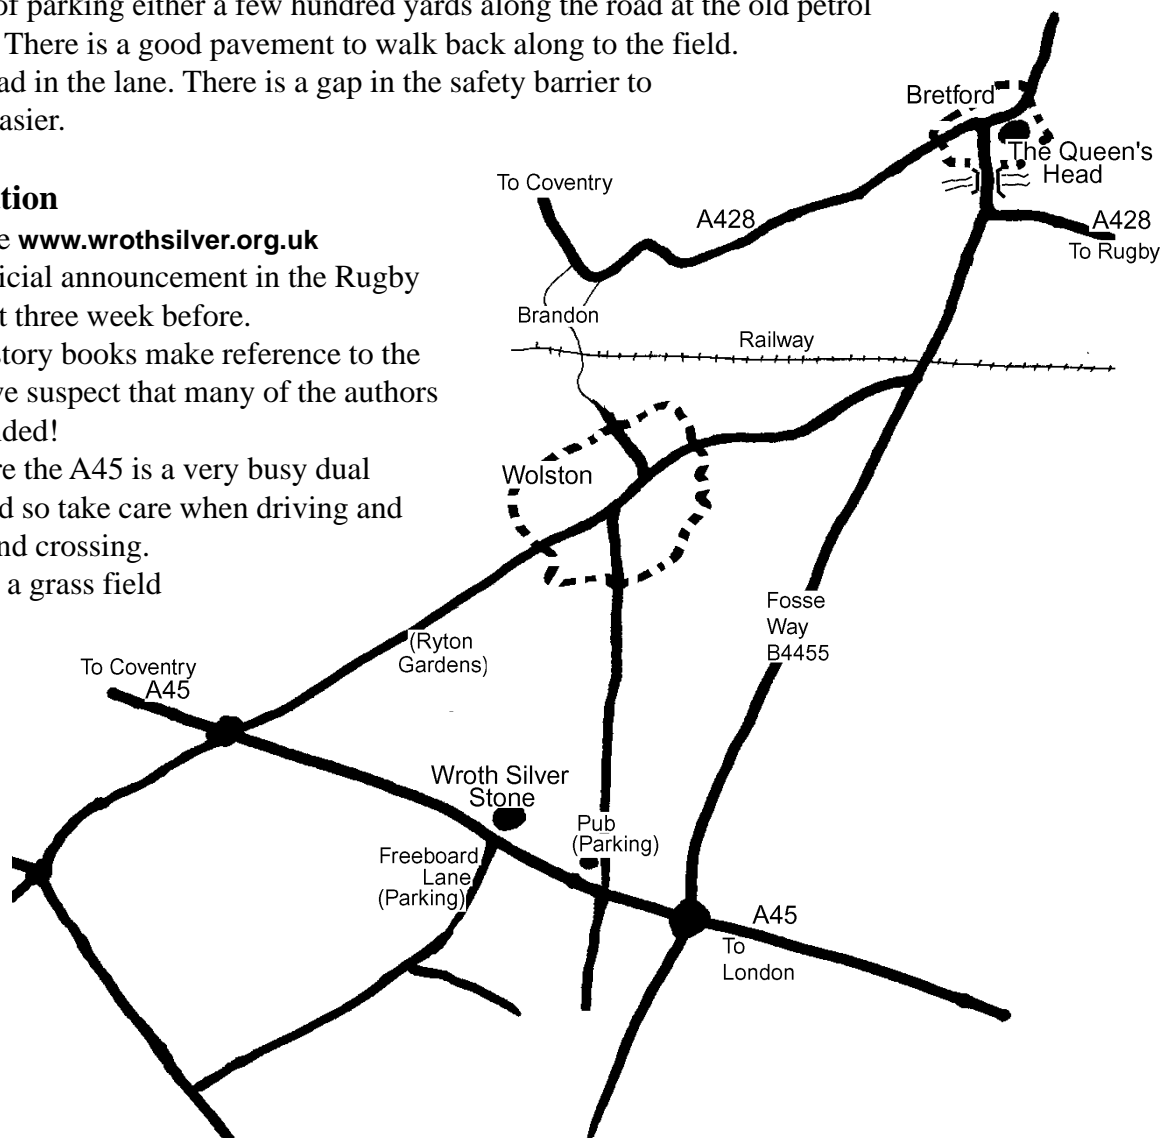 of parking either a few hundred yards along the road at the old petrol
There is a good pavement to walk back along to the field.
ad in the lane. There is a gap in the safety barrier to
asier.
tion
e www.wrothsilver.org.uk
icial announcement in the Rugby
t three week before.
story books make reference to the
ve suspect that many of the authors
ded!
re the A45 is a very busy dual
d so take care when driving and
nd crossing.
a grass field
Bretford
The Queen's
Head
To Coventry
A428
A428
To Rugby
Brandon
Railway
Wolston
Fosse
Way
B4455
(Ryton
Gardens)
To Coventry
A45
Wroth Silver
Stone
Pub
(Parking)
Freeboard
Lane
(Parking)
A45
To
London